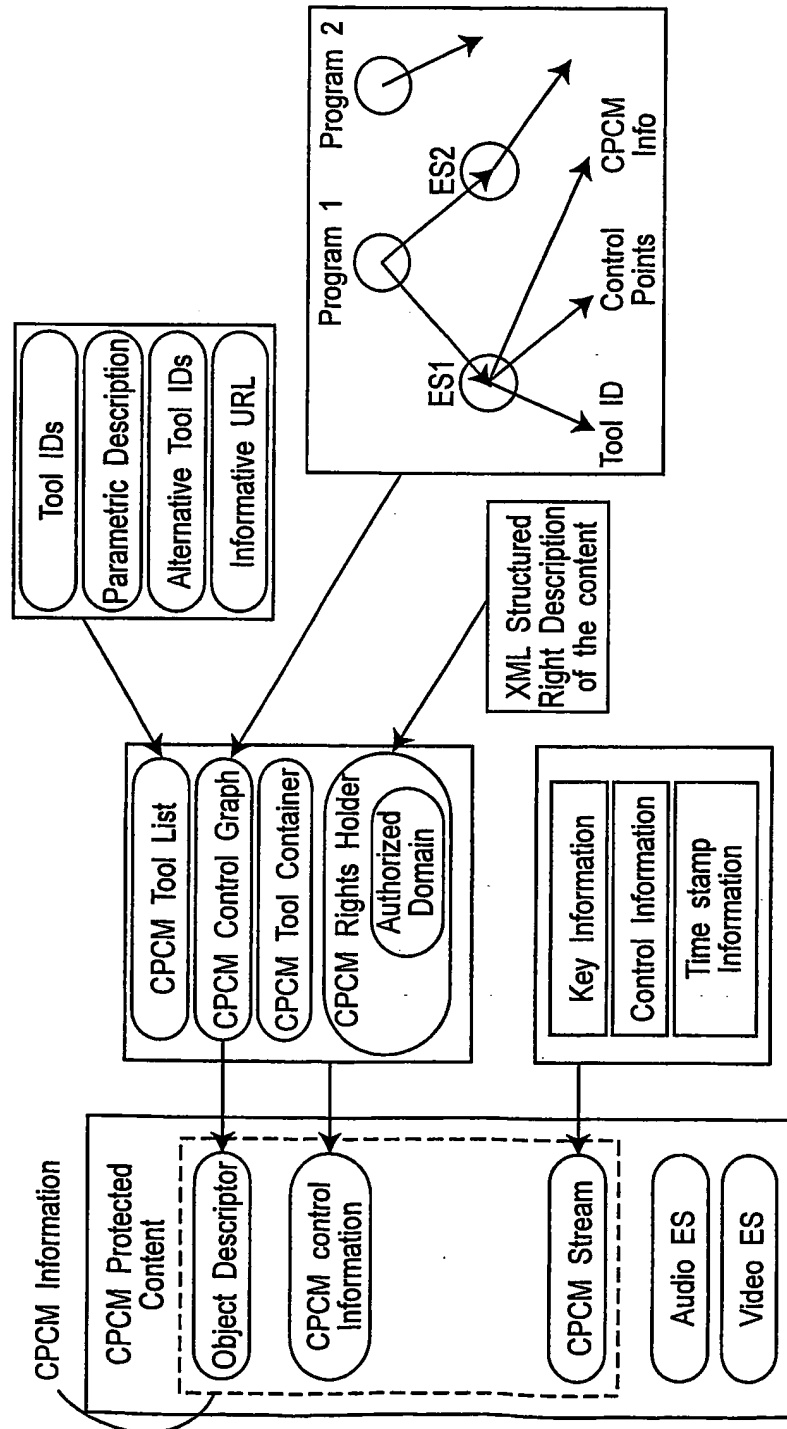 CPCM Information
CPCM Protected
Content
Object Descriptor
CPCM control
Information
CPCM Stream
Audio ES
Video ES
CPCM Tool List
CPCM Control Graph
CPCM Tool Container
CPCM Rights Holder
Authorized
Domain
Key Information
Control Information
Time stamp
Information
Tool IDs
Parametric Description
Alternative Tool IDs
Informative URL
XML Structured
Right Description
of the content
Program 1
Program 2
ES1
ES2
Tool ID
Control
Points
CPCM
Info